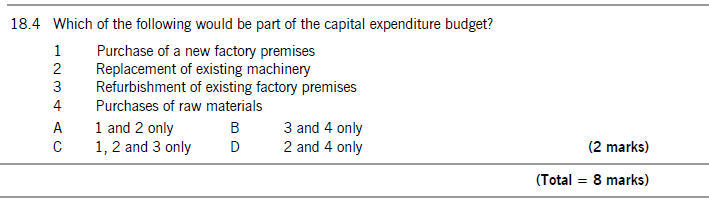 18.4 Which of the following would be part of the capital expenditure budget?
1 Purchase of a new factory premises
2 Replacement of existing machinery
3 Refurbishment of existing factory premises
4 Purchases of raw materials
A 1 and 2 only B 3 and 4 only
C 1, 2 and 3 only D 2 and 4 only (2 marks)
(Total = 8 marks)